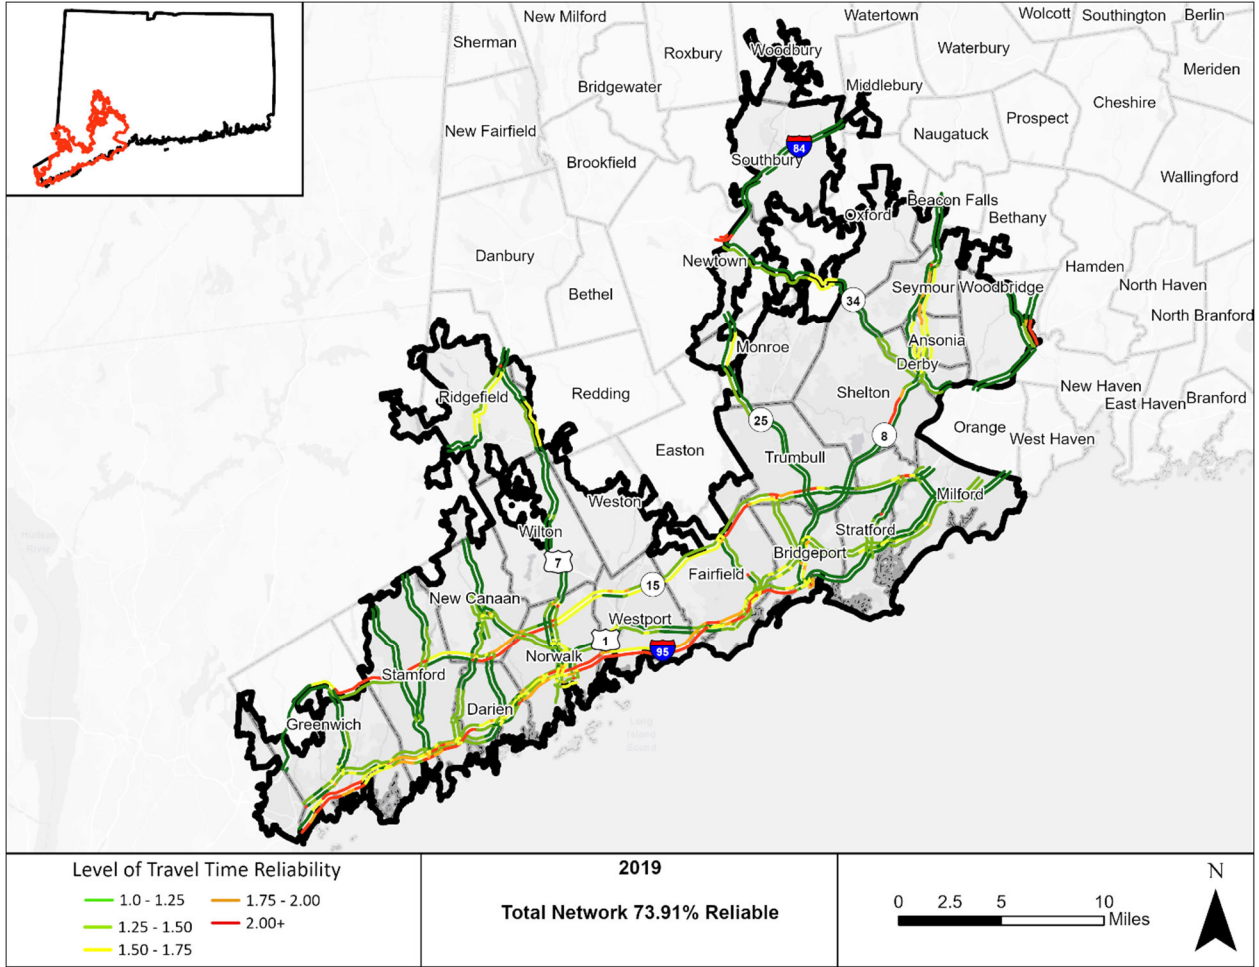 New Milford
Watertown
Wolcott
Southington
Berlin
Sherman
Roxbury
Woodbury
Waterbury
Meriden
Bridgewater
Middlebury
Cheshire
New Fairfield
Naugatuck
Prospect
Brookfield
Southbury
84
Wallingford
Oxford
Beacon Falls
Bethany
Danbury
Newtown
Hamden
Bethel
Seymour
Woodbridge
North Haven
34
North Branford
Monroe
Ansonia
Derby
Ridgefield
Redding
Shelton
New Haven
East Haven
Branford
25
8
Orange
West Haven
Easton
Trumbull
Weston
Milford
Wilton
Stratford
7
Bridgeport
15
Fairfield
New Canaan
Westport
1
95
Norwalk
Long
Island
Sound
Stamford
Darien
Greenwich
Level of Travel Time Reliability
1.0 - 1.25
1.25 - 1.50
1.50 - 1.75
1.75 - 2.00
2.00+
2019
Total Network 73.91% Reliable
0 2.5 5 10
Miles
N